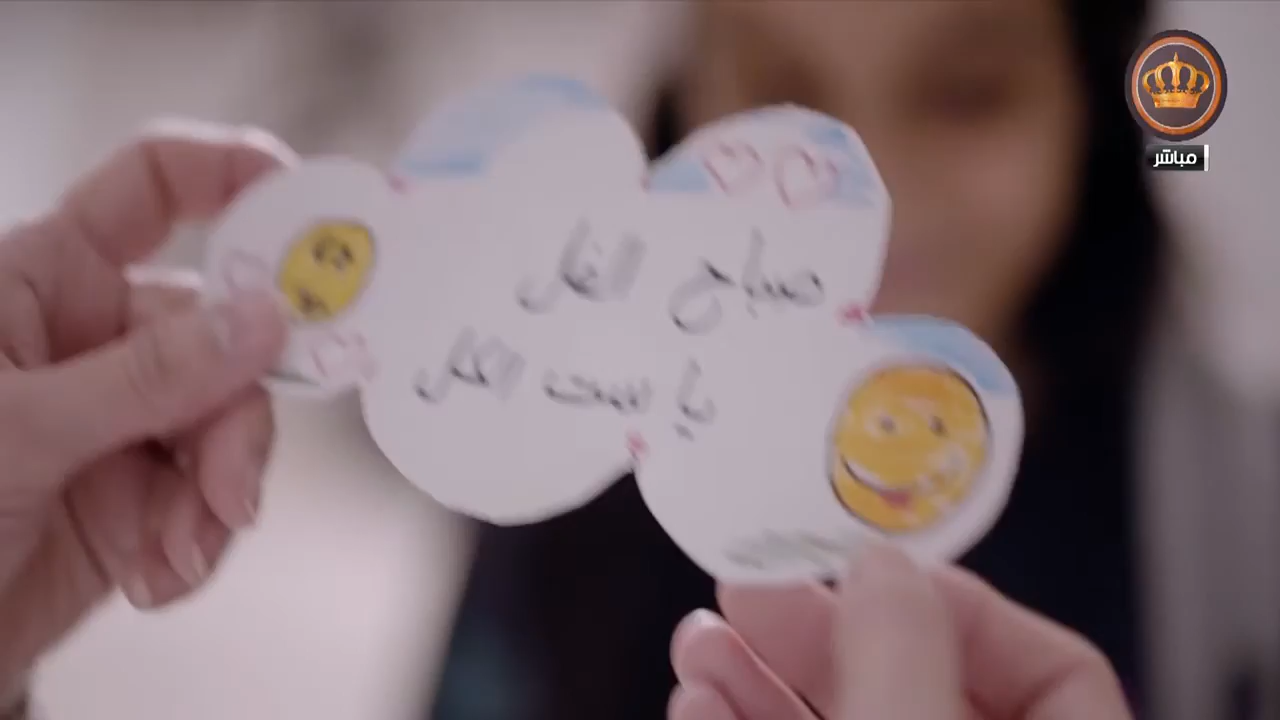 مباشر
صباح الفل
يا ست الكل